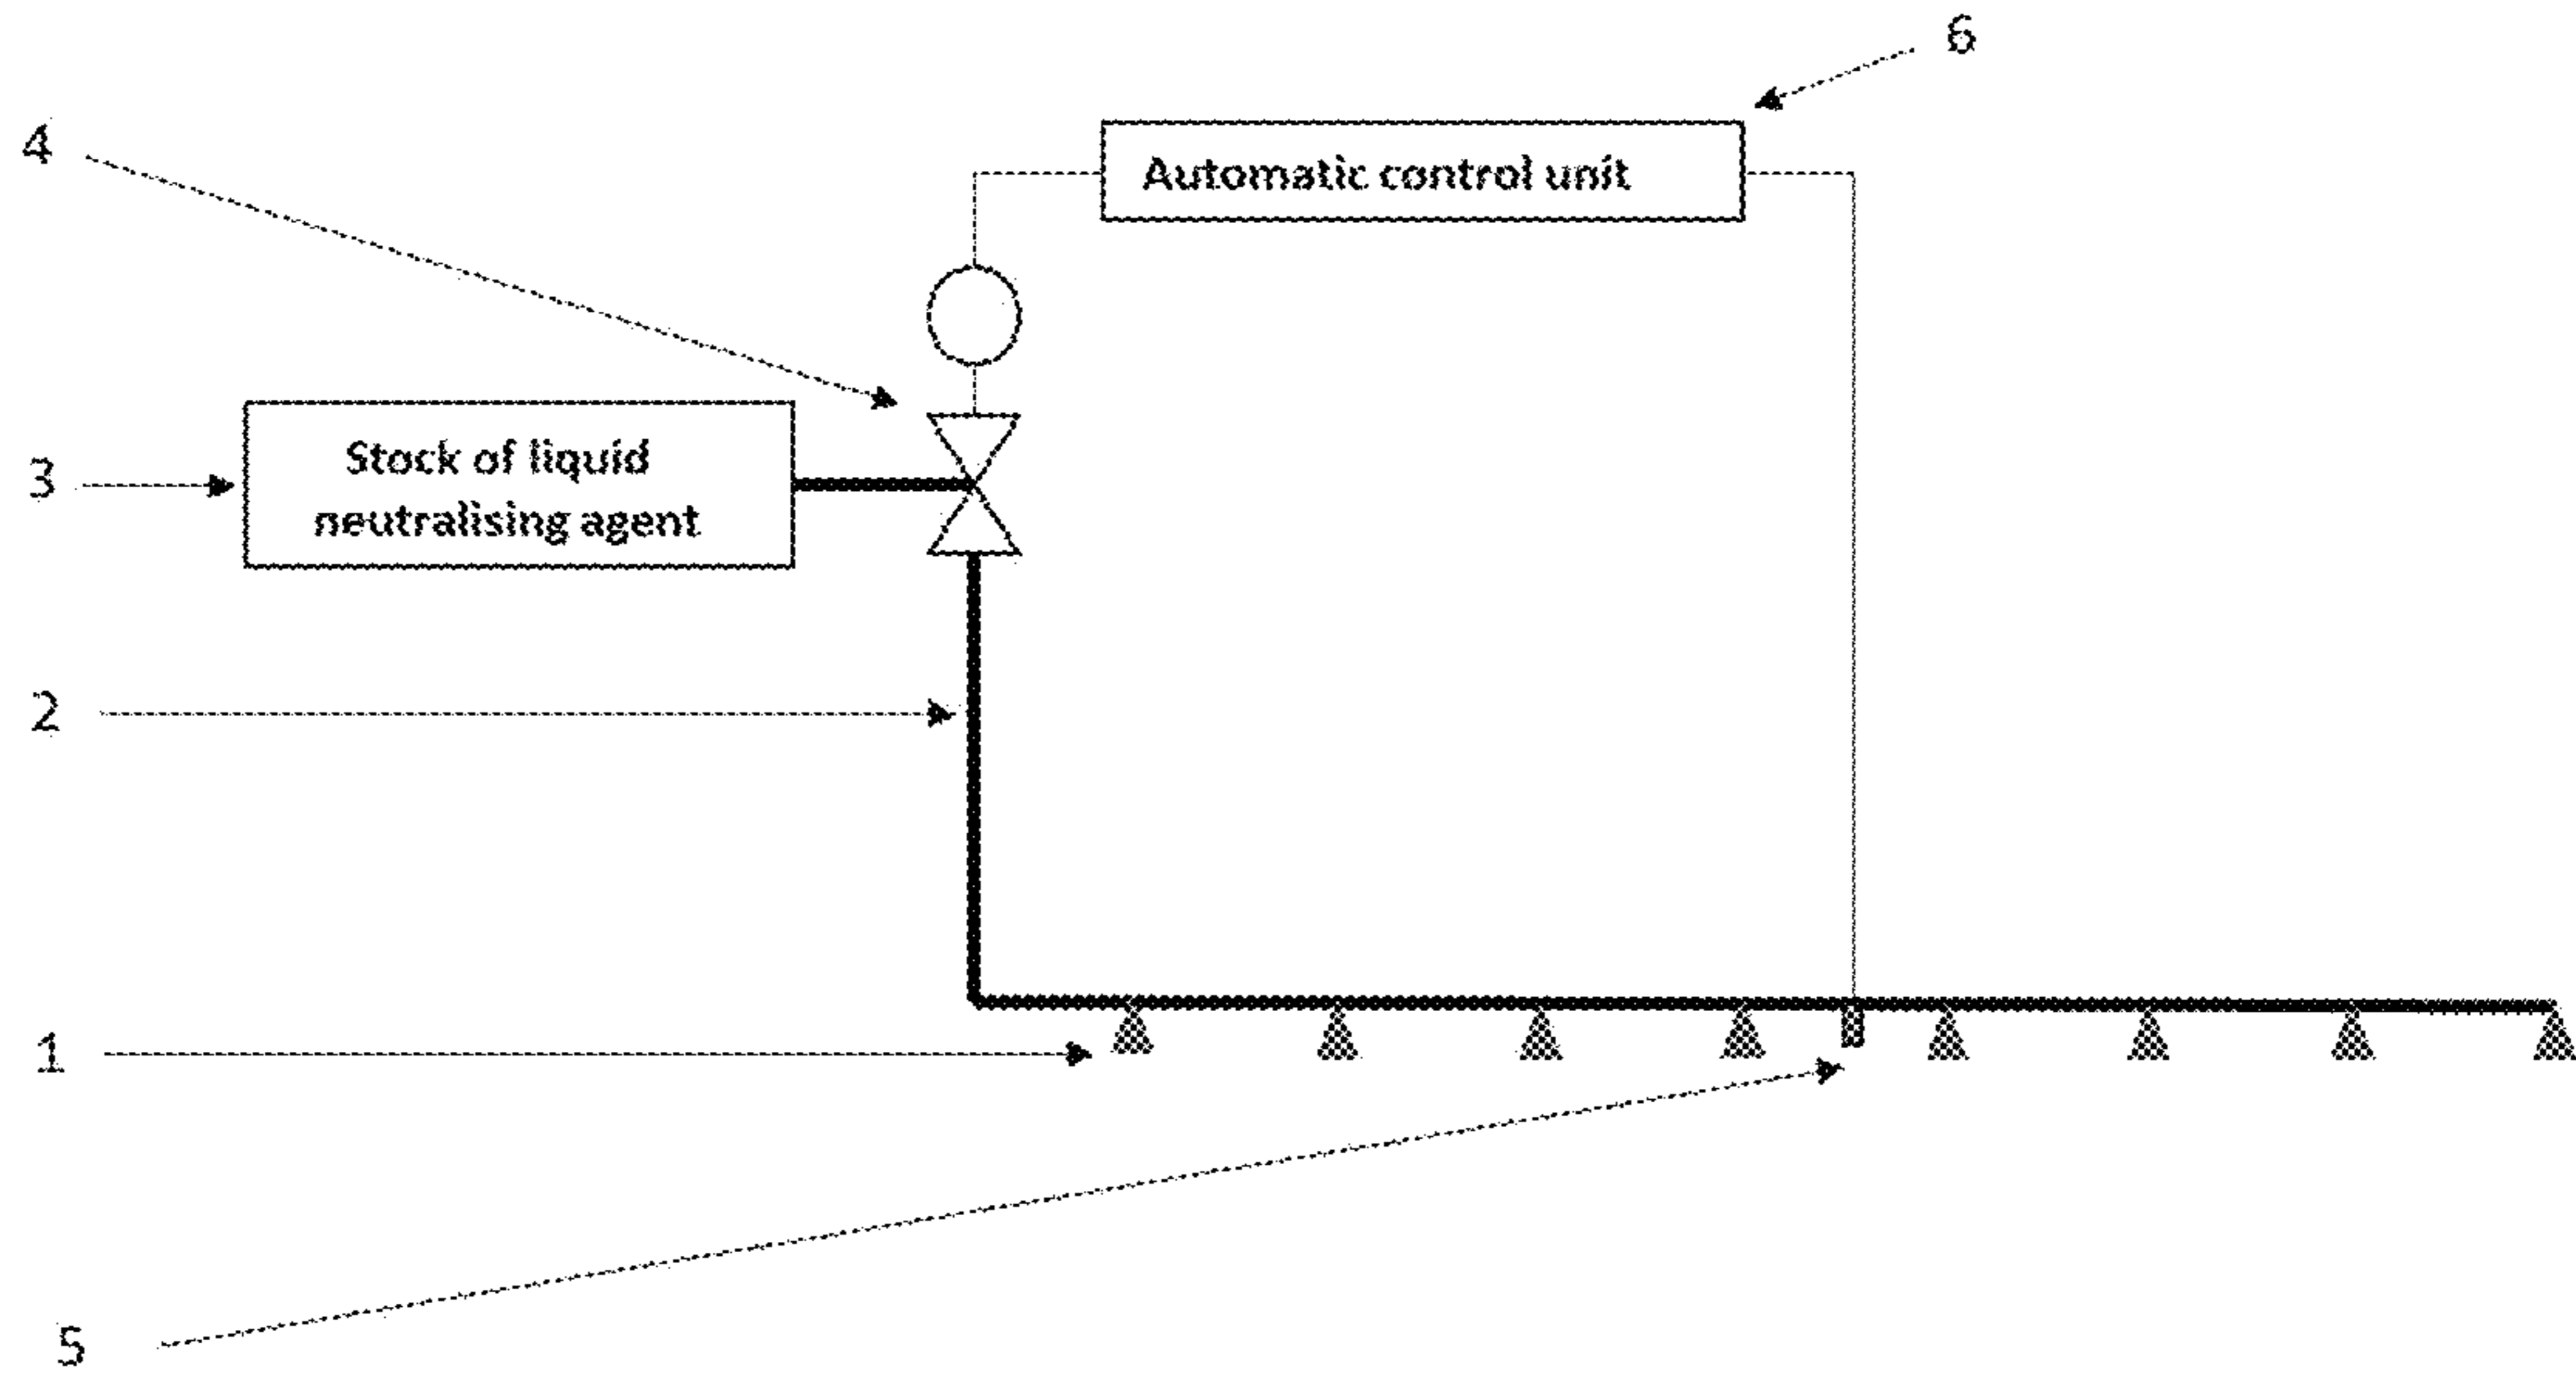 6
4
Automatic control unit
3
Stock of liquid
neutralising agent
2
1
5